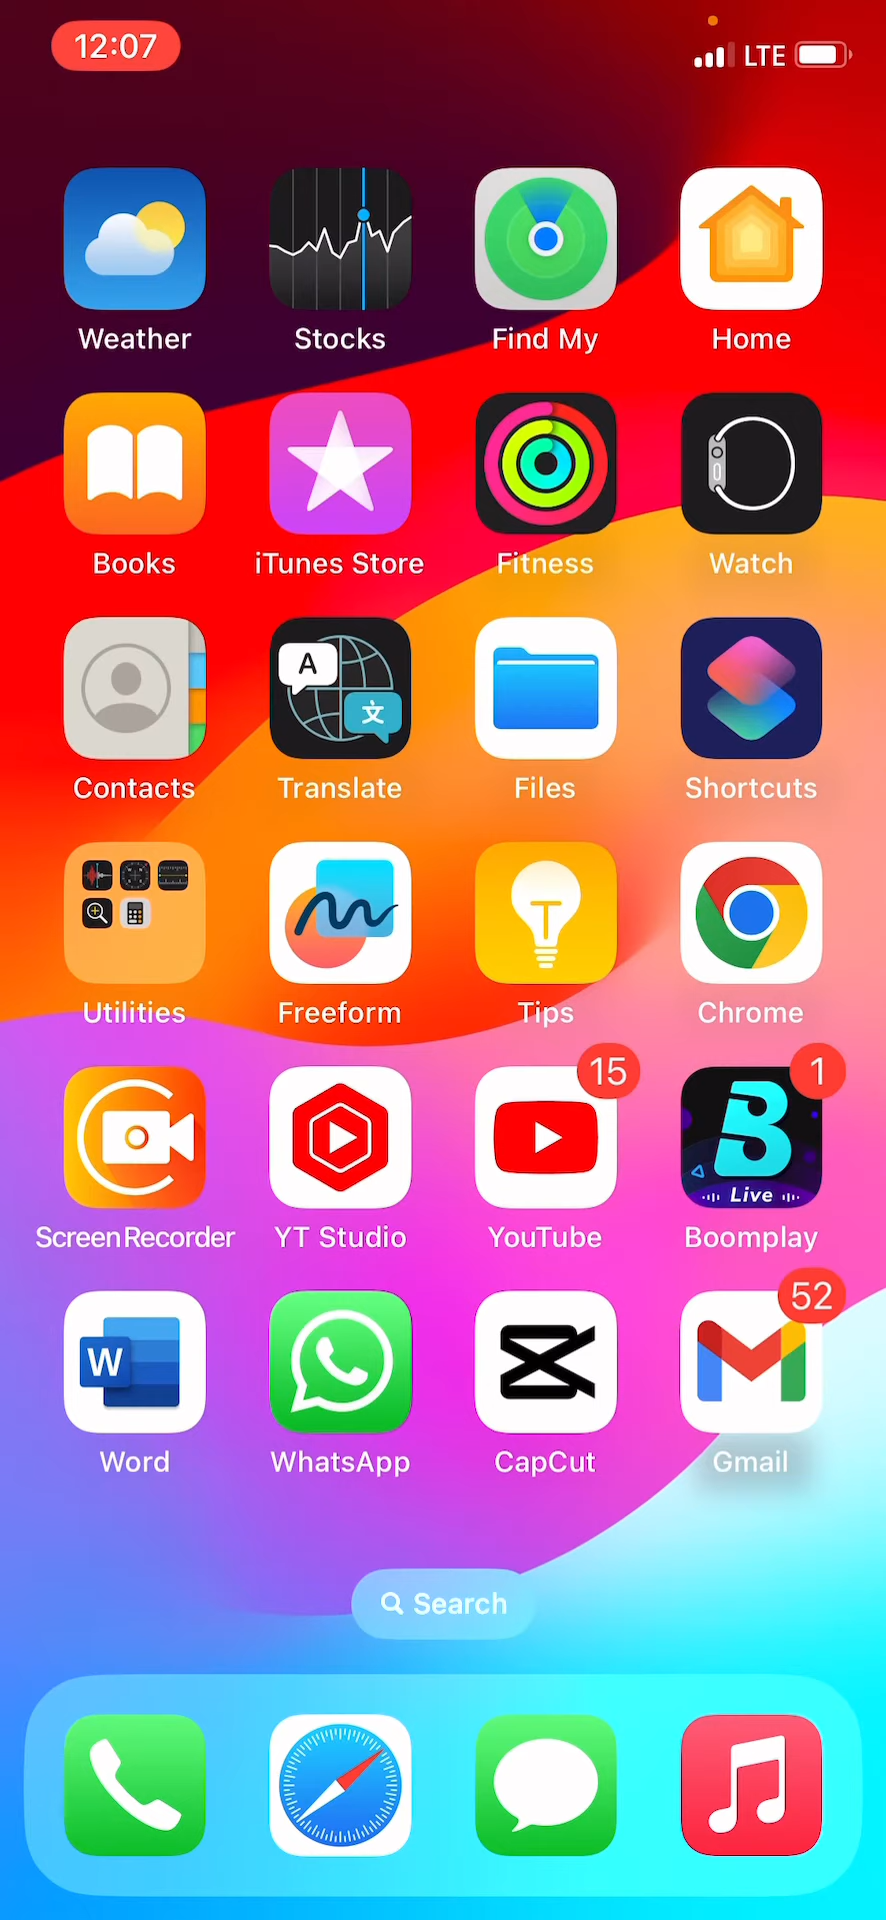 12:07 LTE
Weather Stocks Find My Home
Books iTunes Store Fitness Watch
A 文
Contacts Translate Files Shortcuts
Utilities Freeform Tips Chrome
15 1
Live
ScreenRecorder YT Studio YouTube Boomplay
52
W
Word WhatsApp CapCut Gmail
Search